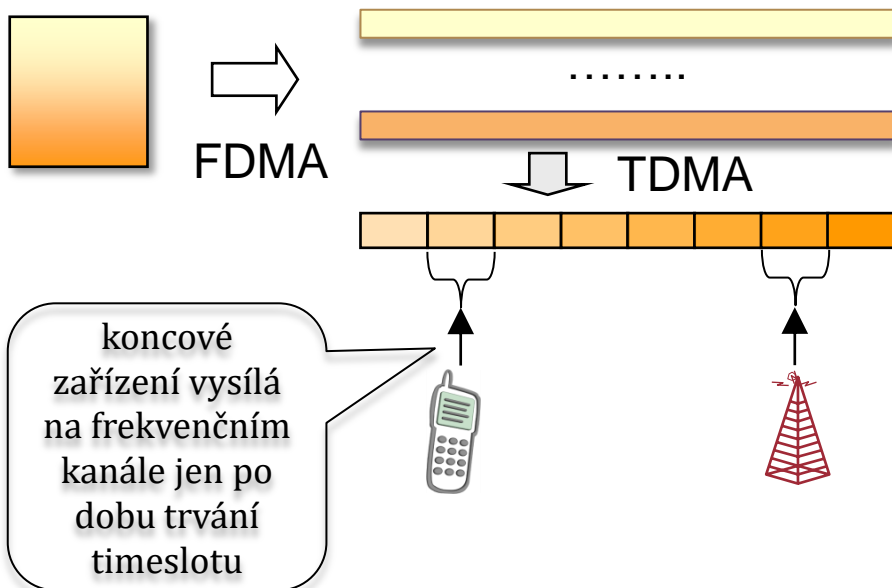 ........
FDMA
TDMA
koncové
zařízení vysílá
na frekvenčním
kanále jen po
dobu trvání
timeslotu